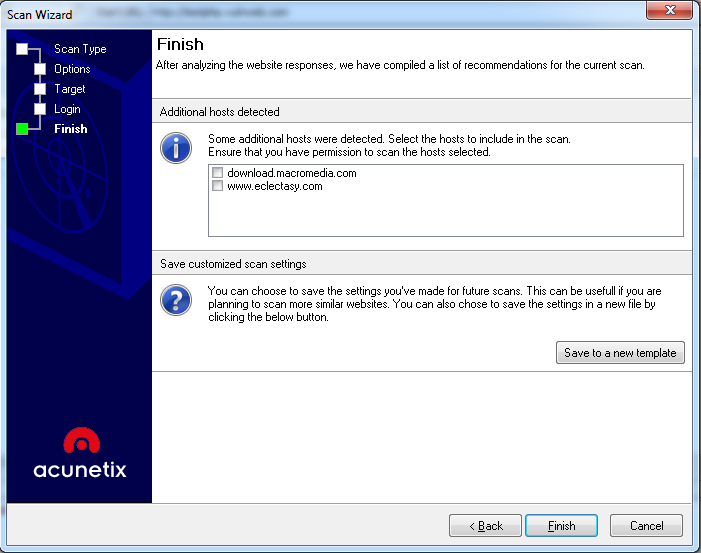 Scan Wizard
Scan Type
Options
Target
Login
Finish
Finish
After analyzing the website responses, we have compiled a list of recommendations for the current scan.
Additional hosts detected
Some additional hosts were detected. Select the hosts to include in the scan.
Ensure that you have permission to scan the hosts selected.
download.macromedia.com
www.eclectasy.com
Save customized scan settings
You can choose to save the settings you've made for future scans. This can be usefull if you are
planning to scan more similar websites. You can also chose to save the settings in a new file by
clicking the below button.
Save to a new template
acunetix
< Back
Finish
Cancel